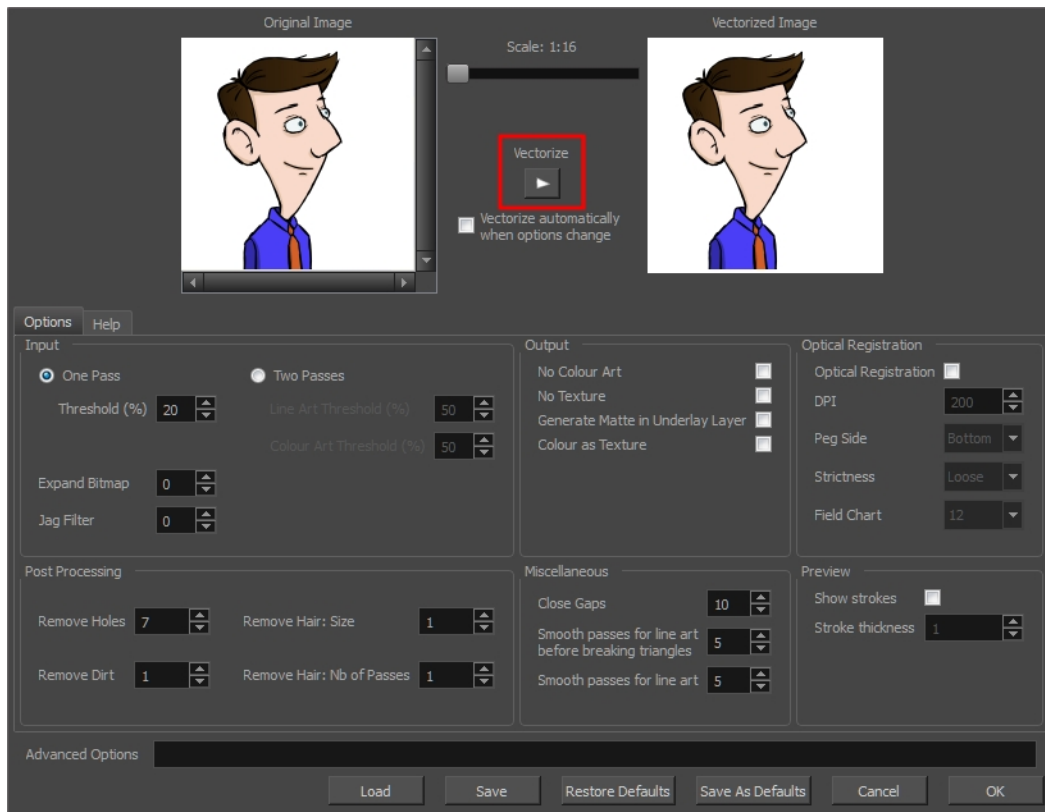 Original Image
Vectorized Image
Scale: 1:16
Vectorize
Vectorize automatically
when options change
Options
Help
Input
One Pass
Two Passes
Threshold (%) 20
Line Art Threshold (%) 50
Colour Art Threshold (%) 50
Expand Bitmap 0
Jag Filter 0
Output
No Colour Art
No Texture
Generate Matte in Underlay Layer
Colour as Texture
Optical Registration
Optical Registration
DPI 200
Peg Side Bottom
Strictness Loose
Field Chart 12
Post Processing
Remove Holes 7
Remove Hair: Size 1
Remove Dirt 1
Remove Hair: Nb of Passes 1
Miscellaneous
Close Gaps 10
Smooth passes for line art
before breaking triangles 5
Smooth passes for line art 5
Preview
Show strokes
Stroke thickness 1
Advanced Options
Load
Save
Restore Defaults
Save As Defaults
Cancel
OK